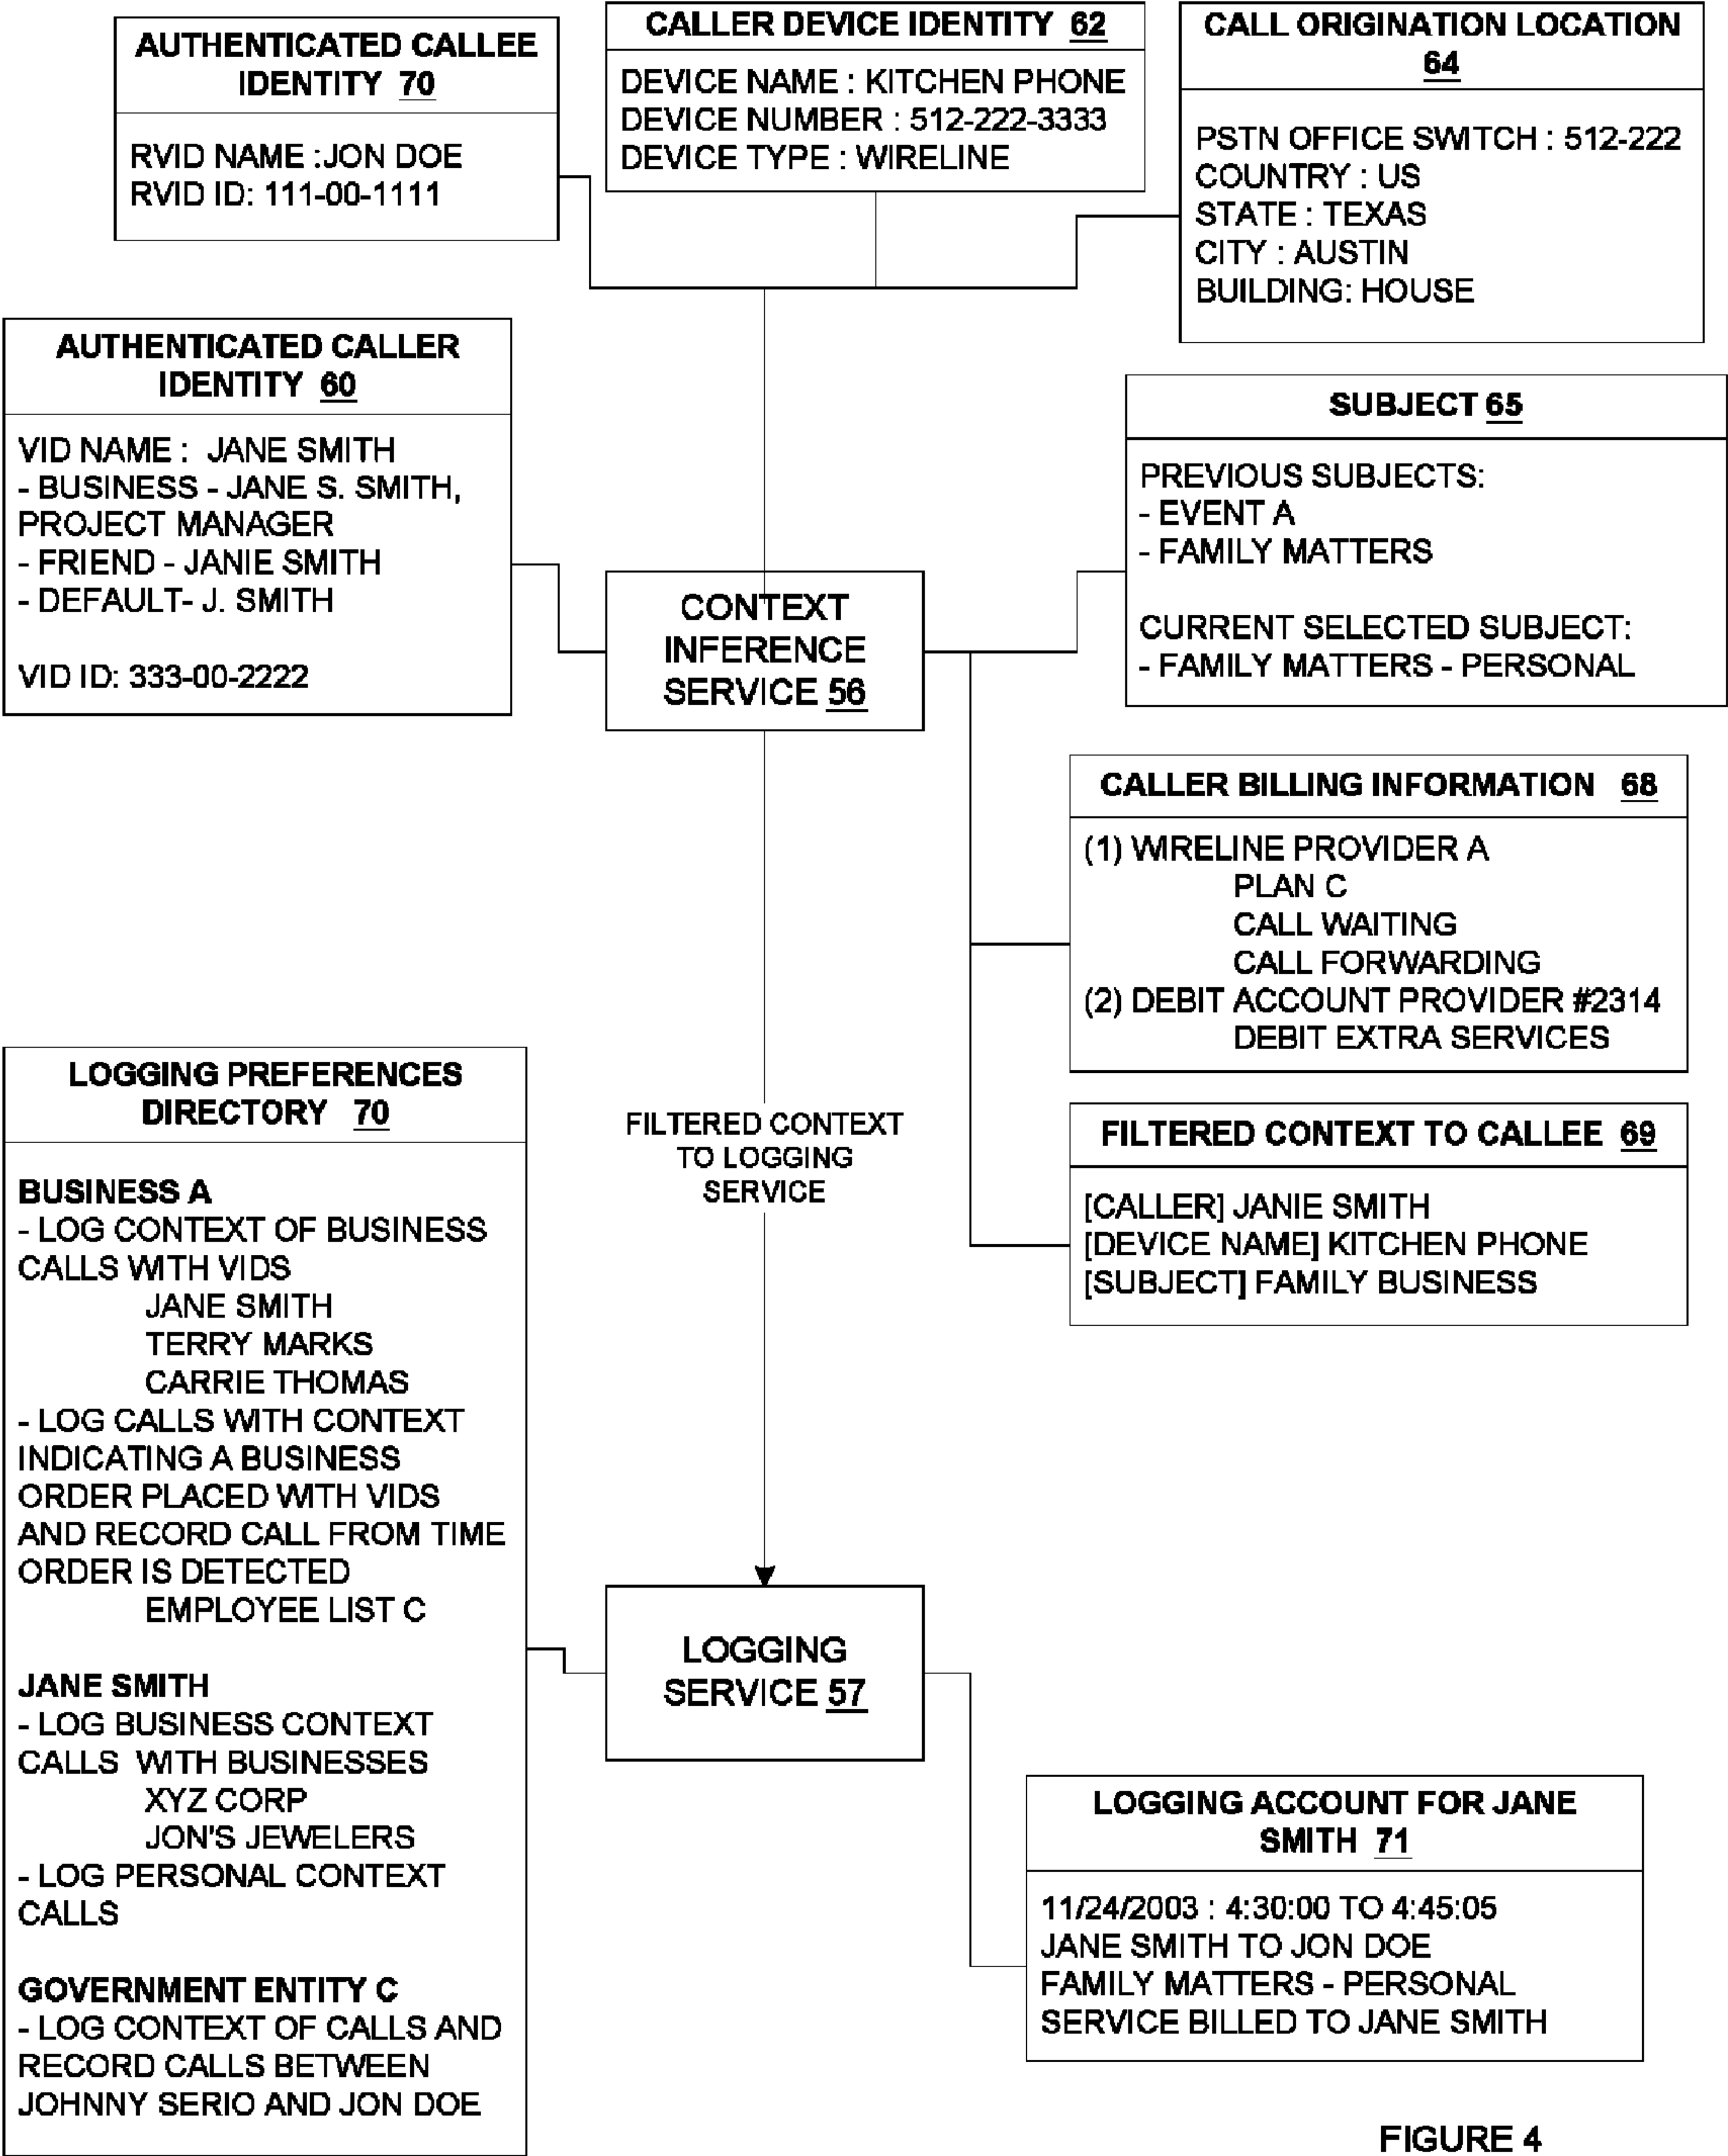 AUTHENTICATED CALLEE
IDENTITY 70
RVID NAME :JON DOE
RVID ID: 111-00-1111
CALLER DEVICE IDENTITY 62
DEVICE NAME : KITCHEN PHONE
DEVICE NUMBER : 512-222-3333
DEVICE TYPE : WIRELINE
CALL ORIGINATION LOCATION
64
PSTN OFFICE SWITCH : 512-222
COUNTRY : US
STATE : TEXAS
CITY : AUSTIN
BUILDING: HOUSE
AUTHENTICATED CALLER
IDENTITY 60
VID NAME : JANE SMITH
- BUSINESS - JANE S. SMITH,
PROJECT MANAGER
- FRIEND - JANIE SMITH
- DEFAULT- J. SMITH
VID ID: 333-00-2222
CONTEXT
INFERENCE
SERVICE 56
SUBJECT 65
PREVIOUS SUBJECTS:
- EVENT A
- FAMILY MATTERS
CURRENT SELECTED SUBJECT:
- FAMILY MATTERS - PERSONAL
CALLER BILLING INFORMATION 68
(1) WIRELINE PROVIDER A
PLAN C
CALL WAITING
CALL FORWARDING
(2) DEBIT ACCOUNT PROVIDER #2314
DEBIT EXTRA SERVICES
FILTERED CONTEXT TO CALLEE 69
[CALLER] JANIE SMITH
[DEVICE NAME] KITCHEN PHONE
[SUBJECT] FAMILY BUSINESS
FILTERED CONTEXT
TO LOGGING
SERVICE
LOGGING PREFERENCES
DIRECTORY 70
BUSINESS A
- LOG CONTEXT OF BUSINESS
CALLS WITH VIDS
JANE SMITH
TERRY MARKS
CARRIE THOMAS
- LOG CALLS WITH CONTEXT
INDICATING A BUSINESS
ORDER PLACED WITH VIDS
AND RECORD CALL FROM TIME
ORDER IS DETECTED
EMPLOYEE LIST C
JANE SMITH
- LOG BUSINESS CONTEXT
CALLS WITH BUSINESSES
XYZ CORP
JON'S JEWELERS
- LOG PERSONAL CONTEXT
CALLS
GOVERNMENT ENTITY C
- LOG CONTEXT OF CALLS AND
RECORD CALLS BETWEEN
JOHNNY SERIO AND JON DOE
LOGGING
SERVICE 57
LOGGING ACCOUNT FOR JANE
SMITH 71
11/24/2003 : 4:30:00 TO 4:45:05
JANE SMITH TO JON DOE
FAMILY MATTERS - PERSONAL
SERVICE BILLED TO JANE SMITH
FIGURE 4